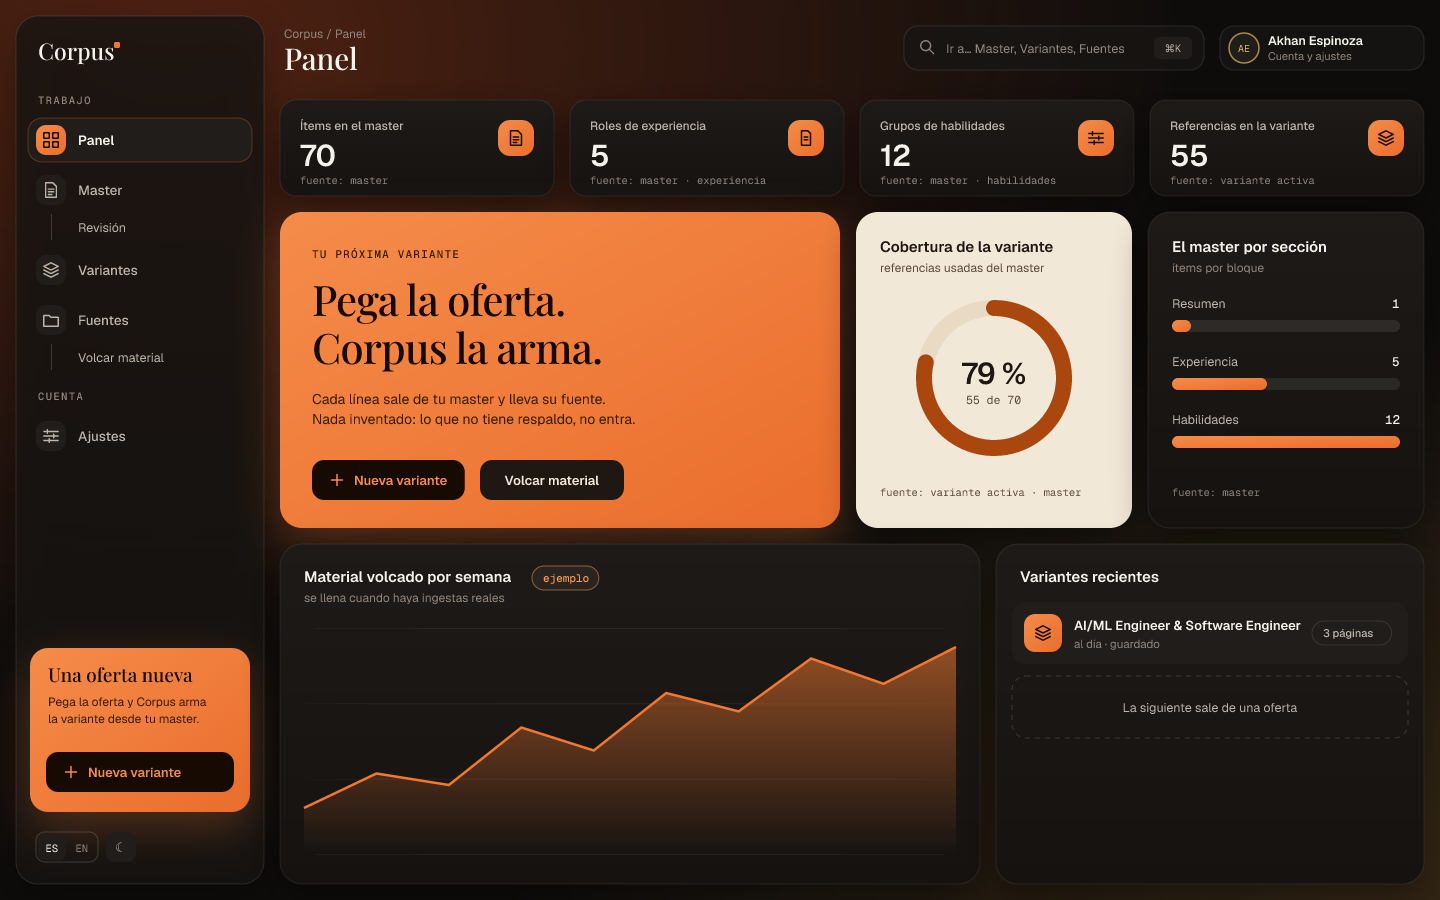 Corpus
TRABAJO
Panel
Master
Revisión
Variantes
Fuentes
Volcar material
CUENTA
Ajustes
Una oferta nueva
Pega la oferta y Corpus arma
la variante desde tu master.
Nueva variante
ES EN
Corpus / Panel
Panel
Ir a... Master, Variantes, Fuentes
⌘K
AE
Akhan Espinoza
Cuenta y ajustes
Ítems en el master
70
fuente: master
Roles de experiencia
5
fuente: master · experiencia
Grupos de habilidades
12
fuente: master · habilidades
Referencias en la variante
55
fuente: variante activa
TU PRÓXIMA VARIANTE
Pega la oferta.
Corpus la arma.
Cada línea sale de tu master y lleva su fuente.
Nada inventado: lo que no tiene respaldo, no entra.
Nueva variante
Volcar material
Cobertura de la variante
referencias usadas del master
79 %
55 de 70
fuente: variante activa · master
El master por sección
ítems por bloque
Resumen 1
Experiencia 5
Habilidades 12
fuente: master
Material volcado por semana
ejemplo
se llena cuando haya ingestas reales
Variantes recientes
AI/ML Engineer & Software Engineer
al día · guardado
3 páginas
La siguiente sale de una oferta